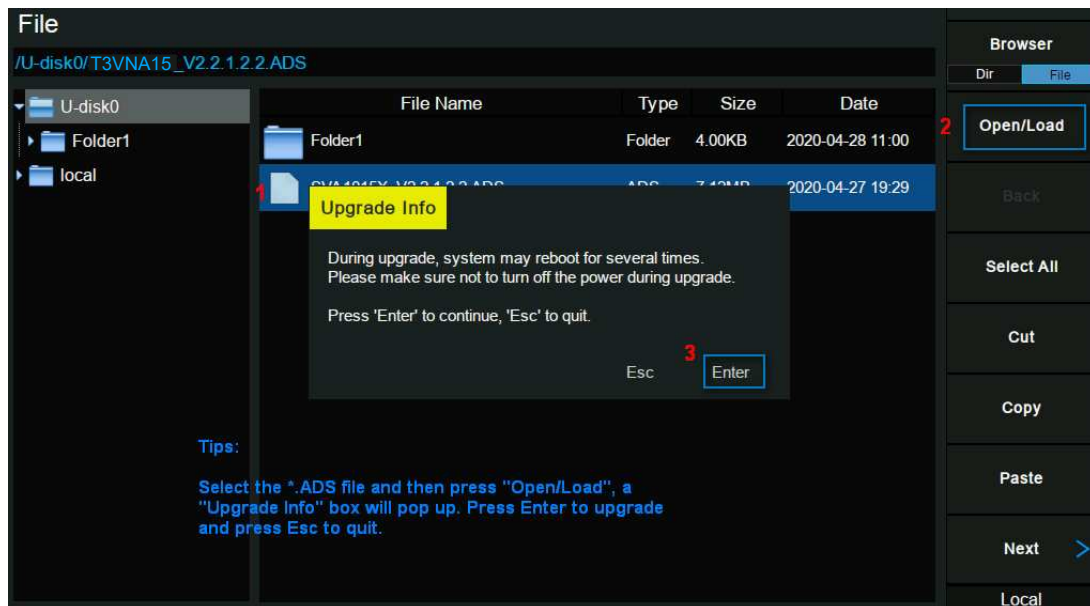 File
/U-disk0/T3VNA15_V2.2.1.2.2.ADS
Browser
Dir File
U-disk0
Folder1
local
File Name Type Size Date
Folder1 Folder 4.00KB 2020-04-28 11:00
1
2020-04-27 19:29
Upgrade Info
During upgrade, system may reboot for several times.
Please make sure not to turn off the power during upgrade.
Press 'Enter' to continue, 'Esc' to quit.
Esc
3
Enter
Tips:
Select the *.ADS file and then press "Open/Load", a
"Upgrade Info" box will pop up. Press Enter to upgrade
and press Esc to quit.
2
Open/Load
Back
Select All
Cut
Copy
Paste
Next >
Local